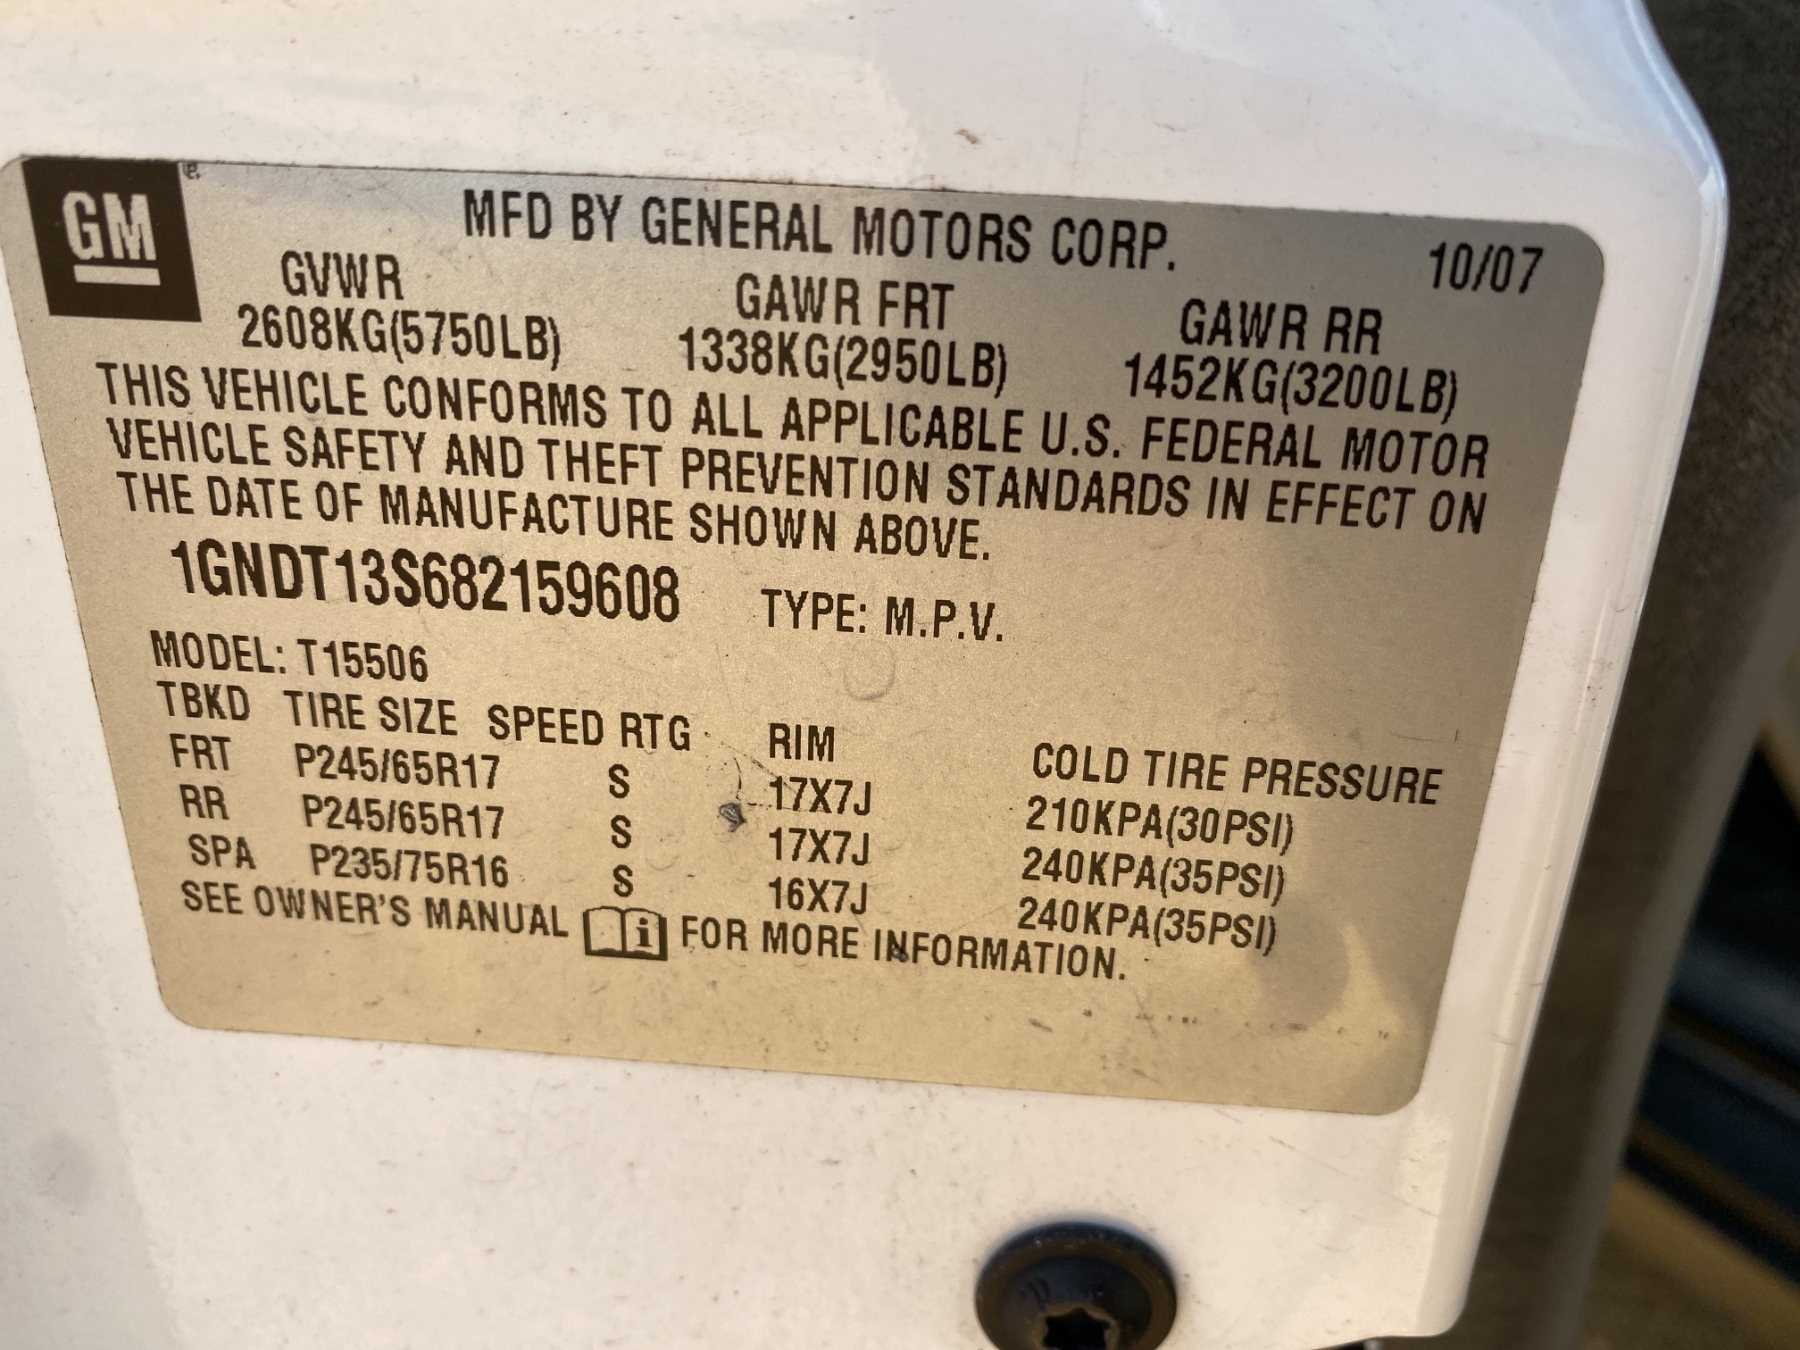 GM
MFD BY GENERAL MOTORS CORP. 10/07
GVWR GAWR FRT GAWR RR
2608KG(5750LB) 1338KG(2950LB) 1452KG(3200LB)
THIS VEHICLE CONFORMS TO ALL APPLICABLE U.S. FEDERAL MOTOR
VEHICLE SAFETY AND THEFT PREVENTION STANDARDS IN EFFECT ON
THE DATE OF MANUFACTURE SHOWN ABOVE.
1GNDT13S682159608 TYPE: M.P.V.
MODEL: T15506
TBKD TIRE SIZE SPEED RTG RIM COLD TIRE PRESSURE
FRT P245/65R17 S 17X7J 210KPA(30PSI)
RR P245/65R17 S 17X7J 240KPA(35PSI)
SPA P235/75R16 S 16X7J 240KPA(35PSI)
SEE OWNER'S MANUAL i FOR MORE INFORMATION.